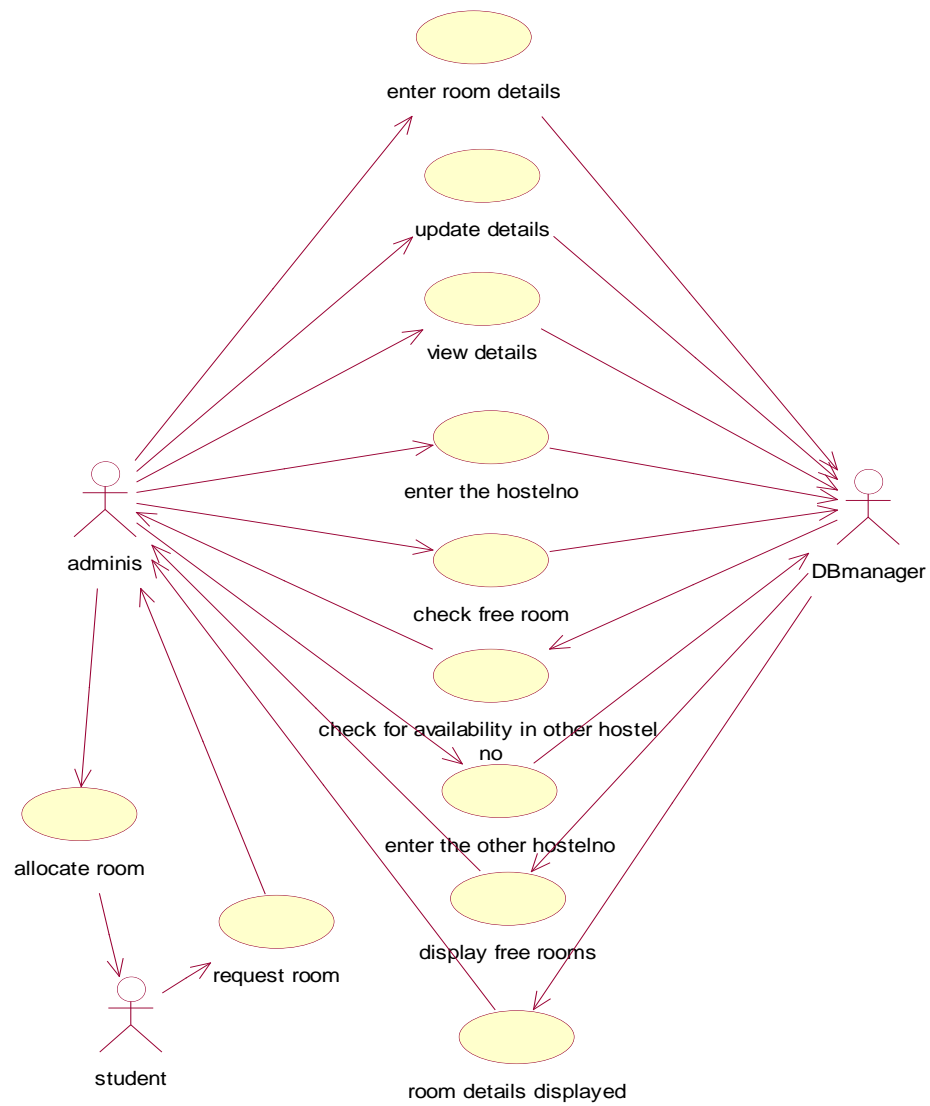 enter room details
update details
view details
enter the hostelno
adminis
DBmanager
check free room
check for availability in other hostel
no
enter the other hostelno
allocate room
display free rooms
request room
student
room details displayed